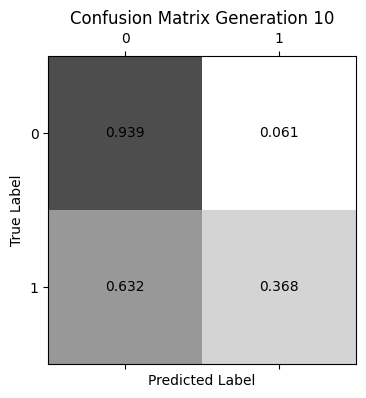 Confusion Matrix Generation 10
0 1
0 0.939 0.061
True Label
1 0.632 0.368
Predicted Label